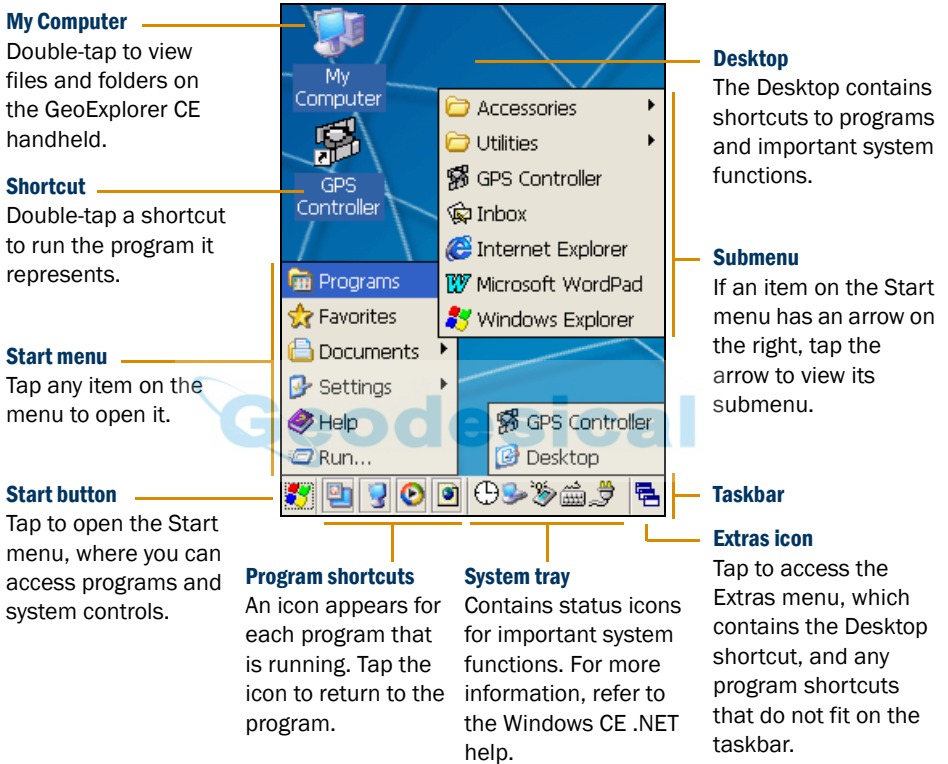 My Computer
Double-tap to view
files and folders on
the GeoExplorer CE
handheld.
Shortcut
Double-tap a shortcut
to run the program it
represents.
Start menu
Tap any item on the
menu to open it.
Start button
Tap to open the Start
menu, where you can
access programs and
system controls.
My
Computer
GPS
Controller
Programs
Favorites
Documents
Settings
Help
Run...
Accessories
Utilities
GPS Controller
Inbox
Internet Explorer
Microsoft WordPad
Windows Explorer
GPS Controller
Desktop
Geodesical
Program shortcuts
An icon appears for
each program that
is running. Tap the
icon to return to the
program.
System tray
Contains status icons
for important system
functions. For more
information, refer to
the Windows CE .NET
help.
Desktop
The Desktop contains
shortcuts to programs
and important system
functions.
Submenu
If an item on the Start
menu has an arrow on
the right, tap the
arrow to view its
submenu.
Taskbar
Extras icon
Tap to access the
Extras menu, which
contains the Desktop
shortcut, and any
program shortcuts
that do not fit on the
taskbar.